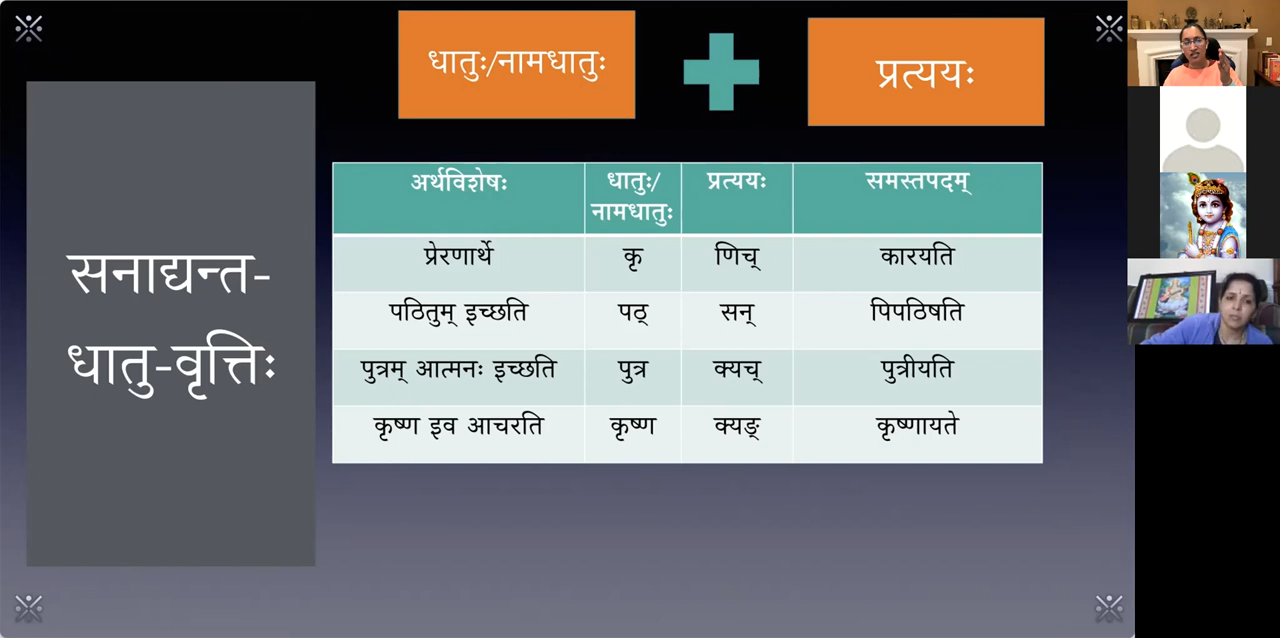 धातुः/नामधातुः
प्रत्ययः
सनाद्यन्त-
धातु-वृत्तिः
अर्थविशेषः धातुः/ प्रत्ययः समस्तपदम्
नामधातुः
प्रेरणार्थे कृ णिच् कारयति
पठितुम् इच्छति पठ् सन् पिपठिषति
पुत्रम् आत्मनः इच्छति पुत्र क्यच् पुत्रीयति
कृष्ण इव आचरति कृष्ण क्यङ् कृष्णायते